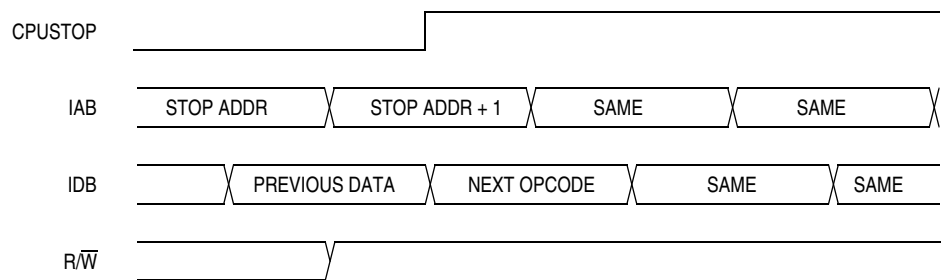 CPUSTOP
IAB STOP ADDR STOP ADDR + 1 SAME SAME
IDB PREVIOUS DATA NEXT OPCODE SAME SAME
R/W̅